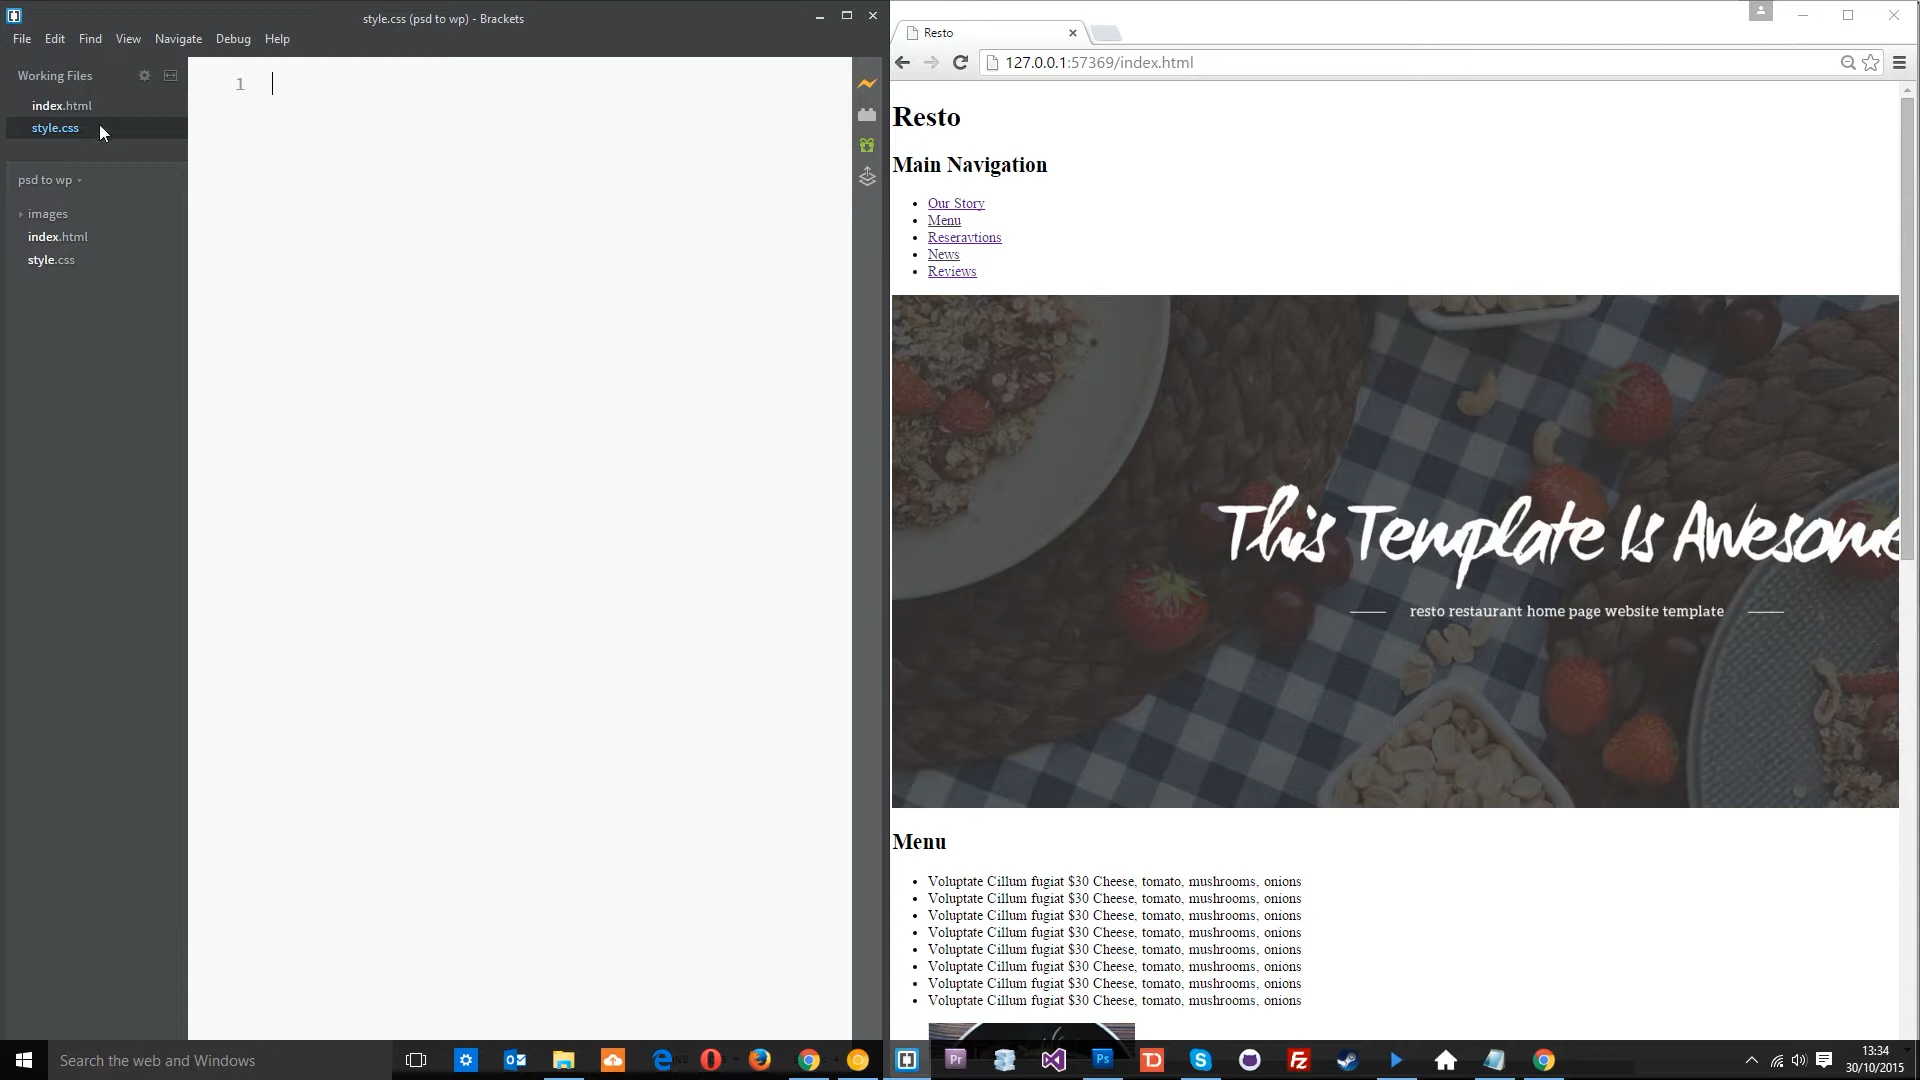 style.css (psd to wp) - Brackets
File Edit Find View Navigate Debug Help
Working Files
index.html
style.css
psd to wp
images
index.html
style.css
1
Resto
127.0.0.1:57369/index.html
Resto
Main Navigation
Our Story
Menu
Reseravtions
News
Reviews
This Template Is Awesome
resto restaurant home page website template
Menu
Voluptate Cillum fugiat $30 Cheese, tomato, mushrooms, onions
Voluptate Cillum fugiat $30 Cheese, tomato, mushrooms, onions
Voluptate Cillum fugiat $30 Cheese, tomato, mushrooms, onions
Voluptate Cillum fugiat $30 Cheese, tomato, mushrooms, onions
Voluptate Cillum fugiat $30 Cheese, tomato, mushrooms, onions
Voluptate Cillum fugiat $30 Cheese, tomato, mushrooms, onions
Voluptate Cillum fugiat $30 Cheese, tomato, mushrooms, onions
Voluptate Cillum fugiat $30 Cheese, tomato, mushrooms, onions
Search the web and Windows
Pr
Ps
TD
13:34
30/10/2015